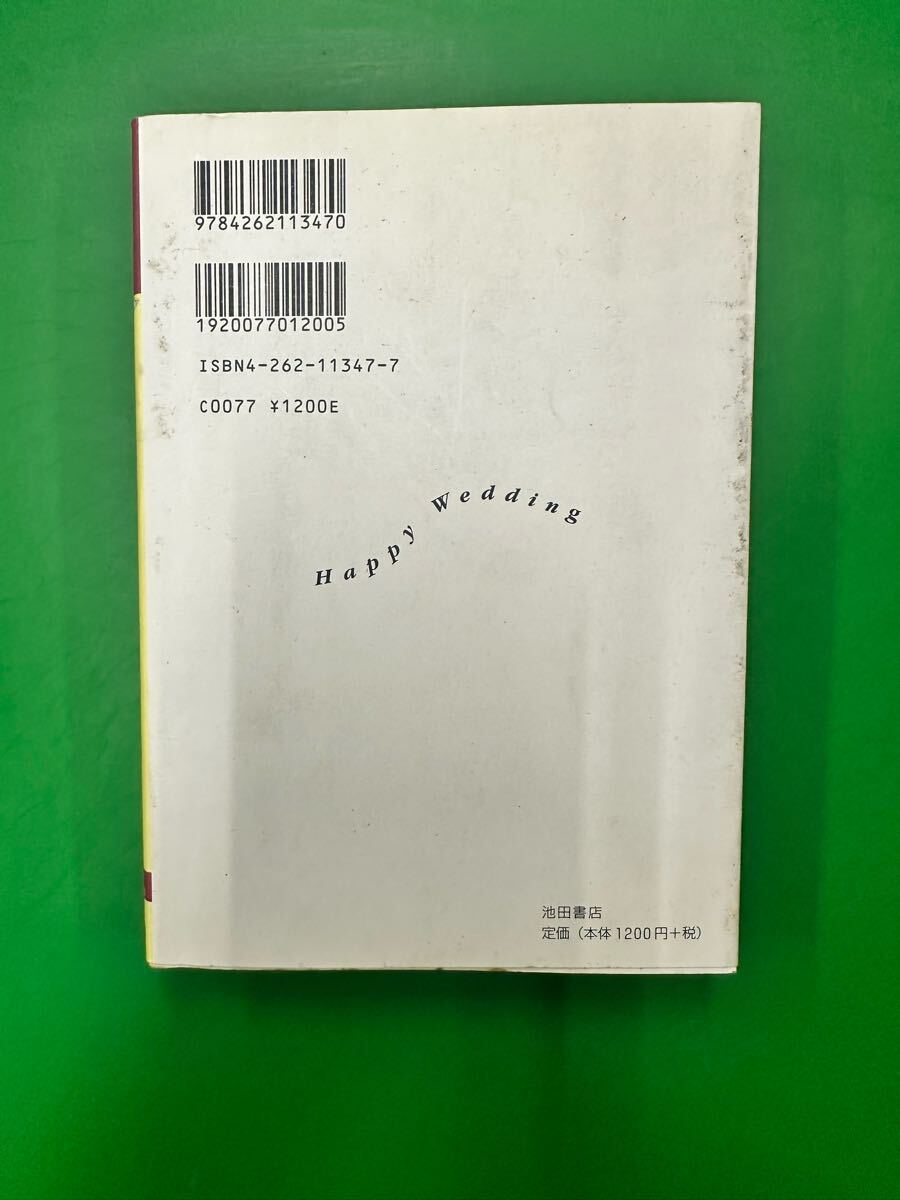 9784262113470
1920077012005
ISBN4-262-11347-7
C0077 ¥1200E
Happy Wedding
池田書店
定価（本体1200円+税）